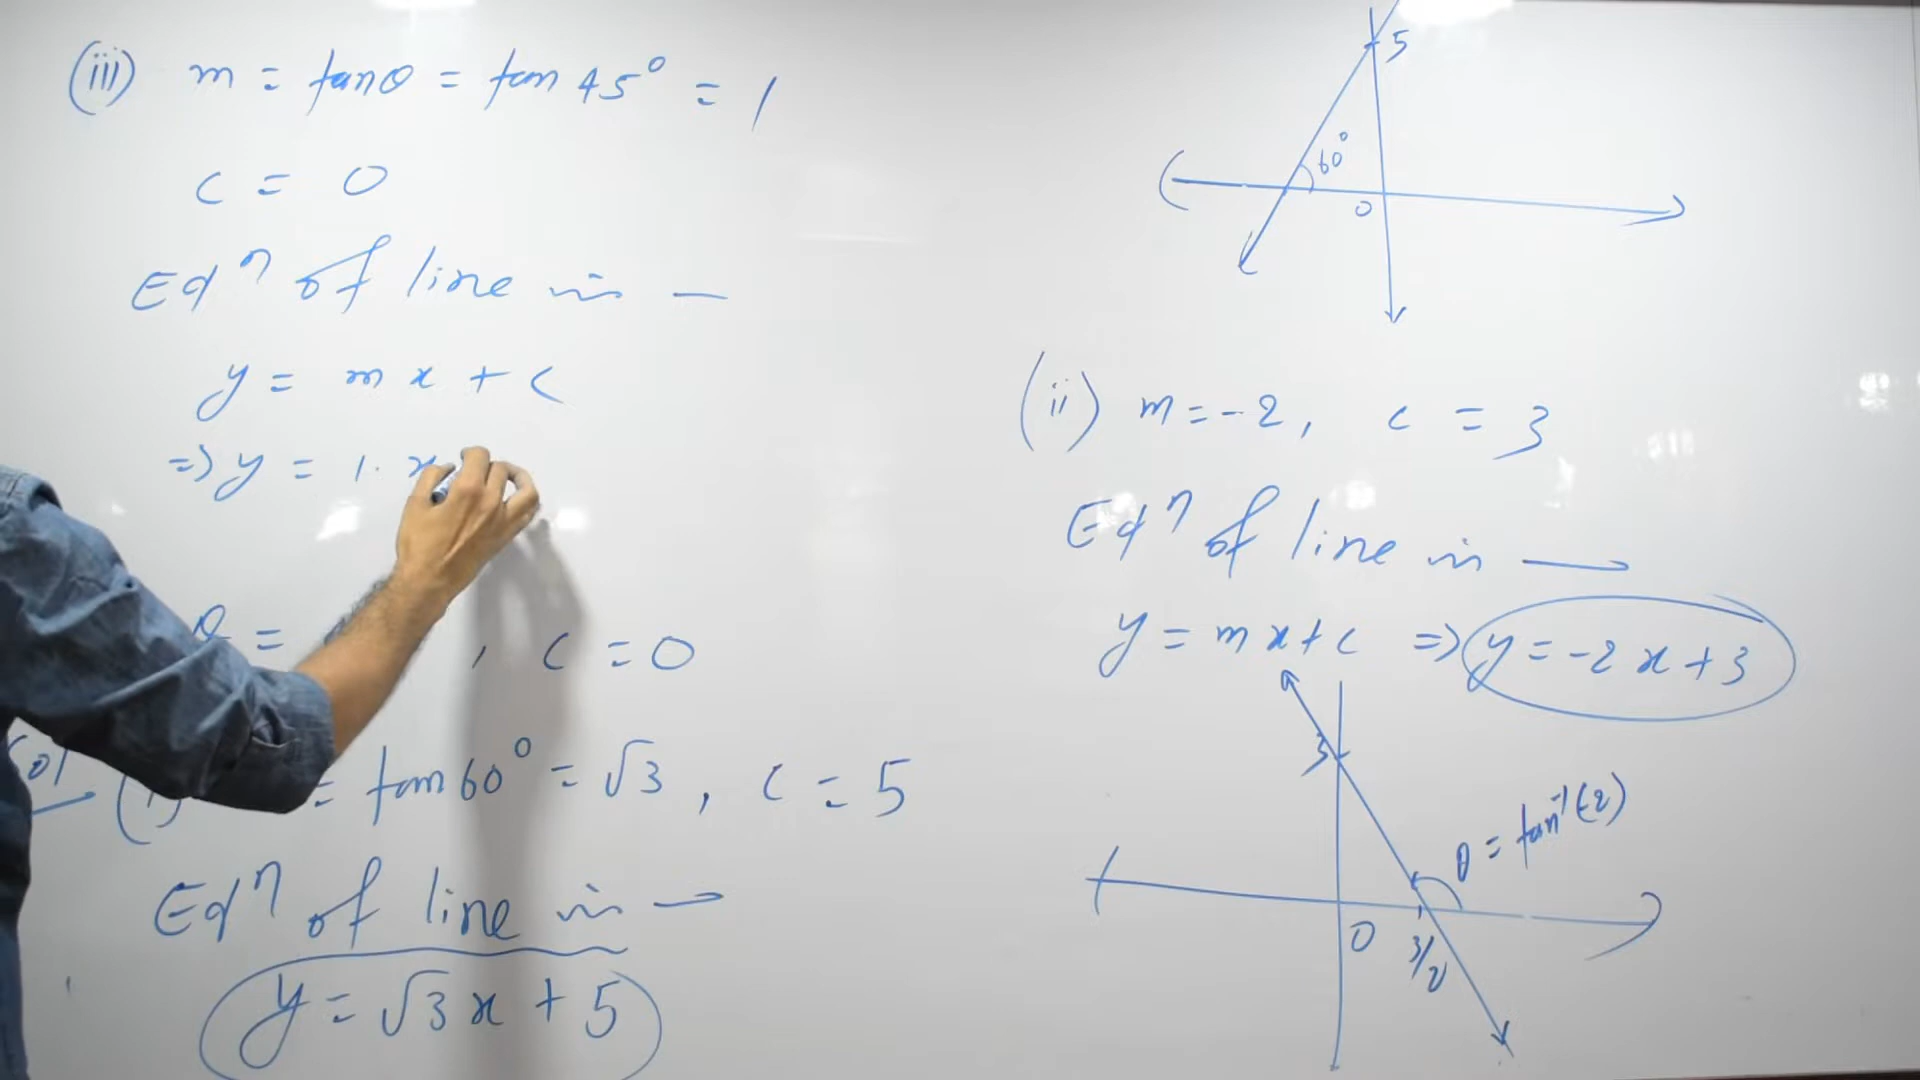 (iii) m = tanθ = tan 45° = 1
c = 0
Eqⁿ of line is —
y = mx + c
=> y = 1. x
θ = , c = 0
Sol (i) = tan 60° = √3 , c = 5
Eqⁿ of line is →
y = √3x + 5
5
60°
0
(ii) m = -2 , c = 3
Eqⁿ of line is —
y = mx + c => y = -2x + 3
3
θ = tan⁻¹(-2)
0
3/2